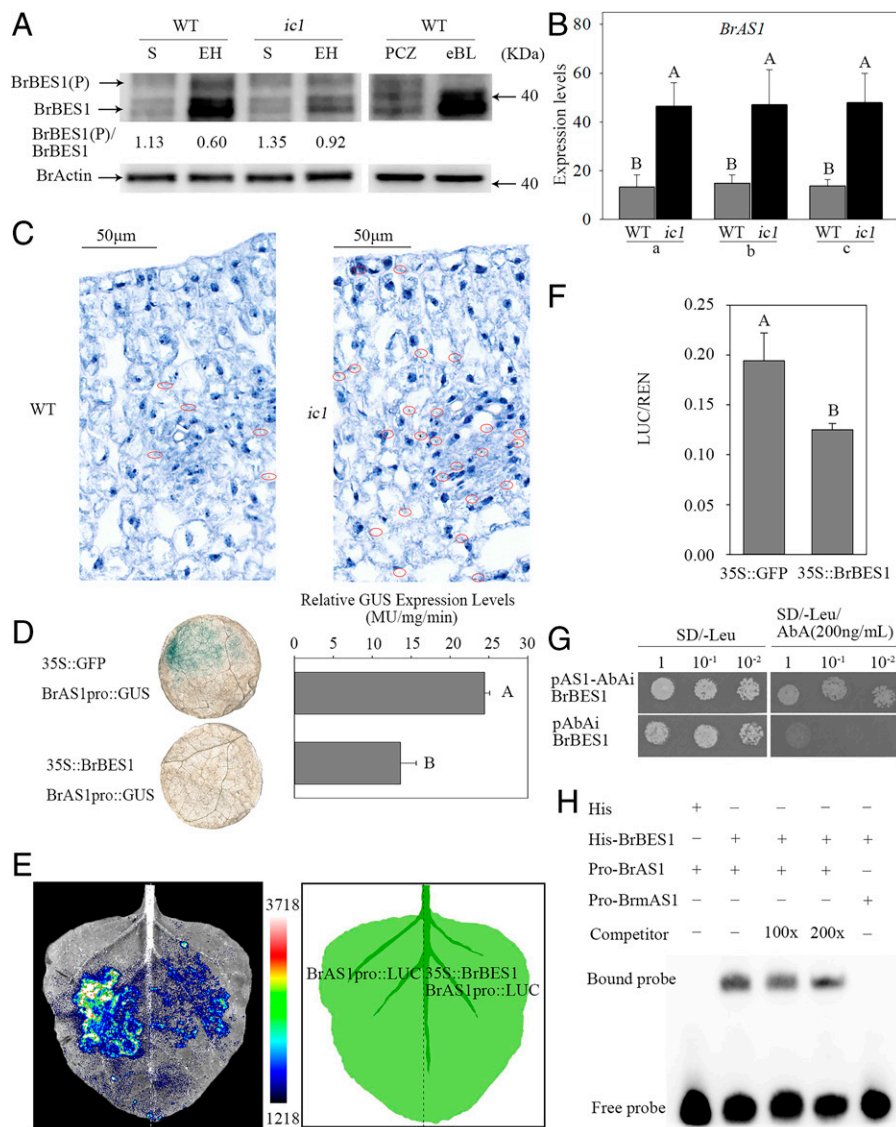 A
WT ic1 WT
S EH S EH PCZ eBL (KDa)
BrBES1(P)
BrBES1
40
BrBES1(P)/
BrBES1
1.13 0.60 1.35 0.92
BrActin
40
B
BrAS1
Expression levels
80
60
40
20
0
B A B A B A
WT ic1 WT ic1 WT ic1
a b c
C
50μm 50μm
WT
ic1
D
35S::GFP
BrAS1pro::GUS
35S::BrBES1
BrAS1pro::GUS
Relative GUS Expression Levels
(MU/mg/min)
0 5 10 15 20 25 30
A
B
E
3718
1218
BrAS1pro::LUC
35S::BrBES1
BrAS1pro::LUC
F
LUC/REN
0.25
0.20
0.15
0.10
0.05
0.00
A
B
35S::GFP 35S::BrBES1
G
SD/-Leu
SD/-Leu/
AbA(200ng/mL)
1 10-1 10-2 1 10-1 10-2
pAS1-AbAi
BrBES1
pAbAi
BrBES1
H
His + – – – –
His-BrBES1 – + + + +
Pro-BrAS1 + + + + –
Pro-BrmAS1 – – – – +
Competitor – – 100x 200x –
Bound probe
Free probe